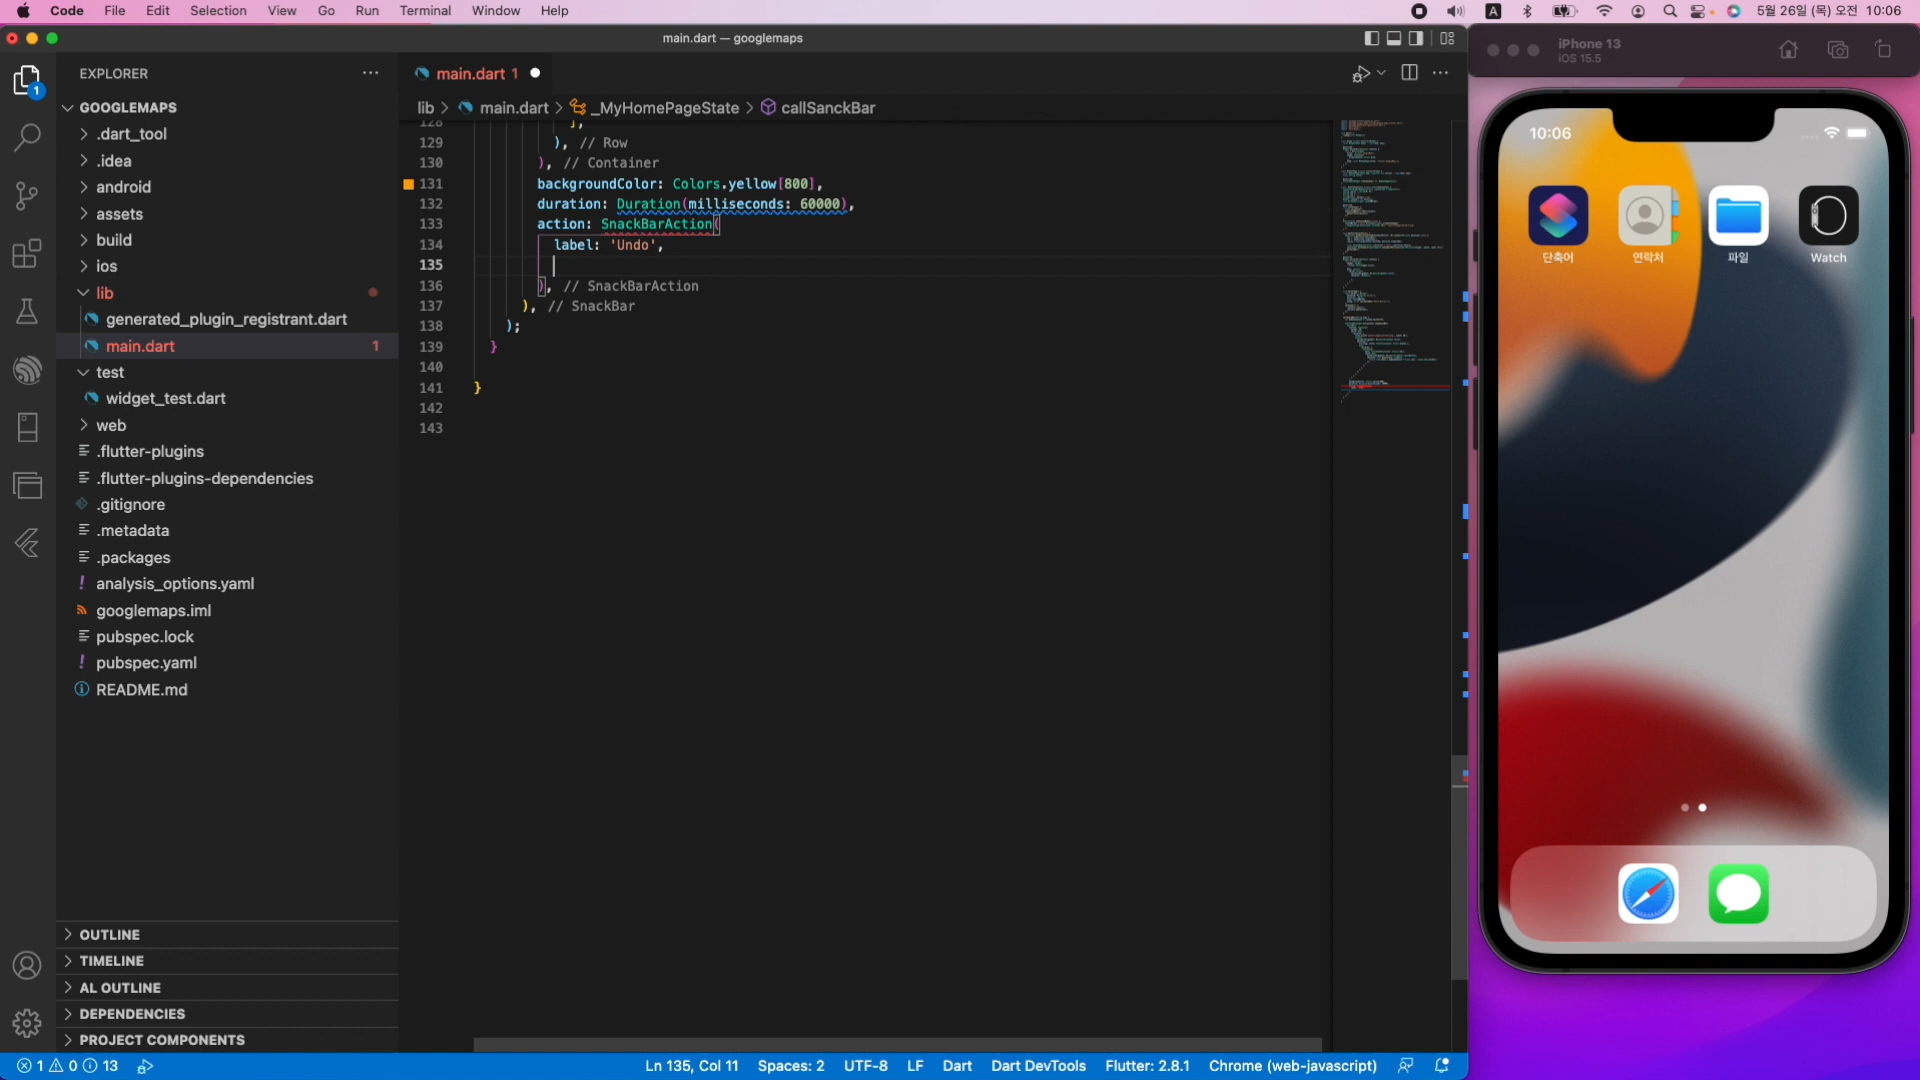 Code File Edit Selection View Go Run Terminal Window Help
A
5월 26일 (목) 오전 10:06
main.dart — googlemaps
iPhone 13
iOS 15.5
EXPLORER
main.dart 1
1
GOOGLEMAPS
lib > main.dart > _MyHomePageState > callSanckBar
.dart_tool
.idea
android
assets
build
ios
lib
generated_plugin_registrant.dart
main.dart 1
test
widget_test.dart
web
.flutter-plugins
.flutter-plugins-dependencies
.gitignore
.metadata
.packages
! analysis_options.yaml
googlemaps.iml
pubspec.lock
! pubspec.yaml
README.md
OUTLINE
TIMELINE
AL OUTLINE
DEPENDENCIES
PROJECT COMPONENTS
128 ],
129 ), // Row
130 ), // Container
131 backgroundColor: Colors.yellow[800],
132 duration: Duration(milliseconds: 60000),
133 action: SnackBarAction(
134 label: 'Undo',
135
136 ), // SnackBarAction
137 ), // SnackBar
138 );
139 }
140
141 }
142
143
10:06
단축어
연락처
파일
Watch
1 0 13
Ln 135, Col 11 Spaces: 2 UTF-8 LF Dart Dart DevTools Flutter: 2.8.1 Chrome (web-javascript)